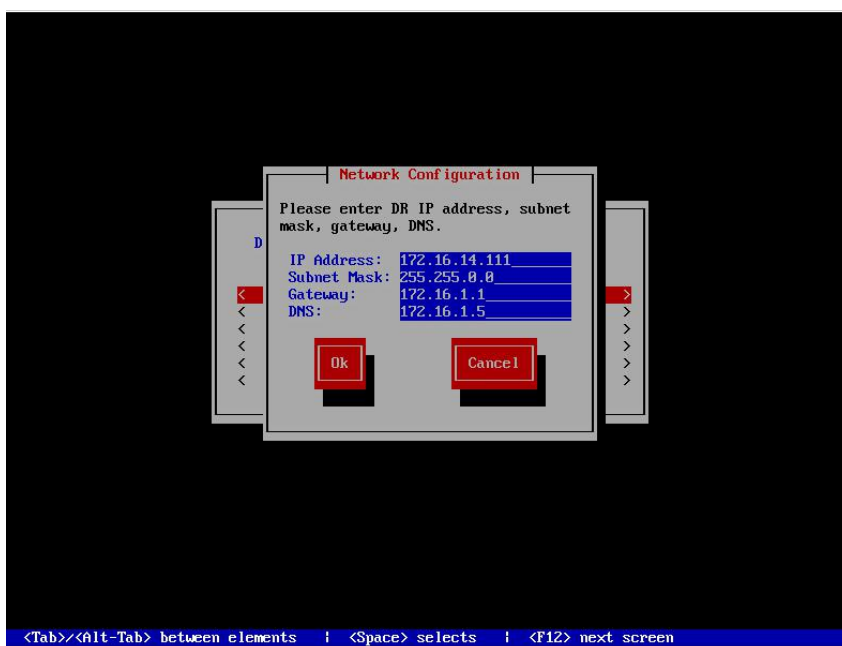 Network Configuration
Please enter DR IP address, subnet
mask, gateway, DNS.
D
IP Address: 172.16.14.111
Subnet Mask: 255.255.0.0
Gateway: 172.16.1.1
DNS: 172.16.1.5
< >
< >
< >
< >
< >
< >
Ok Cancel
<Tab>/<Alt-Tab> between elements | <Space> selects | <F12> next screen